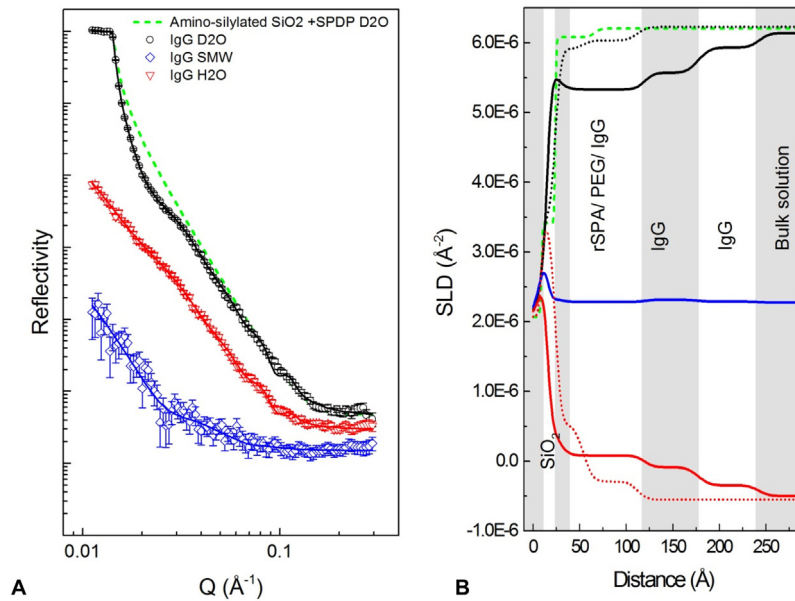 Amino-silylated SiO2 +SPDP D2O
IgG D2O
IgG SMW
IgG H2O
Reflectivity
0.01
0.1
Q (Å⁻¹)
A
6.0E-6
5.0E-6
4.0E-6
3.0E-6
2.0E-6
1.0E-6
0.0
-1.0E-6
SLD (Å⁻²)
SiO₂
rSPA/ PEG/ IgG
IgG
IgG
Bulk solution
0
50
100
150
200
250
Distance (Å)
B